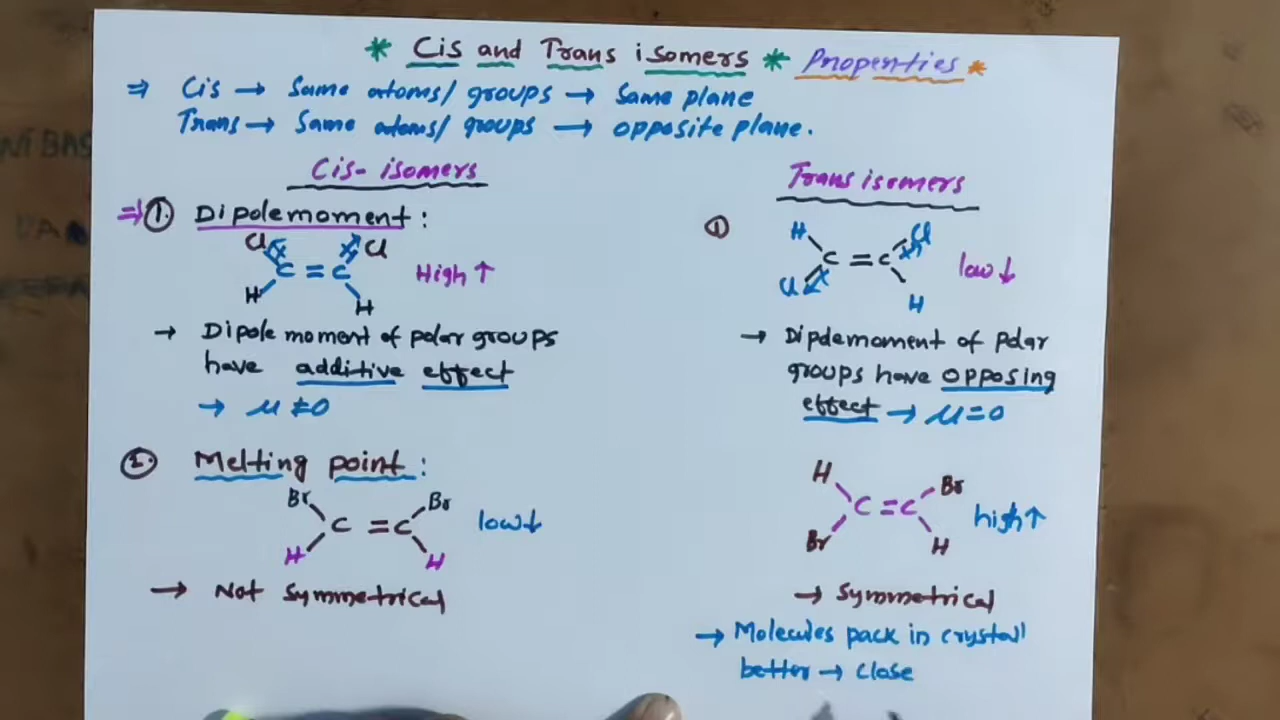 * Cis and Trans isomers * Properties *
⇒ Cis → Same atoms/ groups → Same plane
Trans → Same atoms/ groups → opposite plane.
Cis- isomers
⇒ ① Dipolemoment:
Cl Cl
C = C High ↑
H H
→ Dipole moment of polar groups
have additive effect
→ μ ≠ 0
② Melting point:
Br Br
C = C low↓
H H
→ Not Symmetrical
Trans isomers
①
H Cl
C = C low ↓
Cl H
→ Dipolemoment of polar
groups have opposing
effect → μ = 0
H Br
C = C high↑
Br H
→ Symmetrical
→ Molecules pack in crystall
better → close